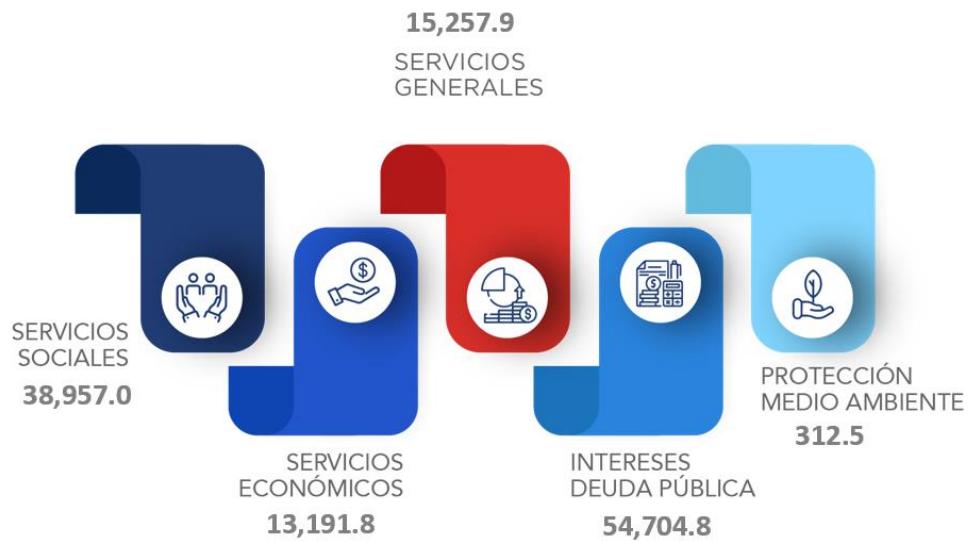 15,257.9
SERVICIOS
GENERALES
SERVICIOS
SOCIALES
38,957.0
SERVICIOS
ECONÓMICOS
13,191.8
INTERESES
DEUDA PÚBLICA
54,704.8
PROTECCIÓN
MEDIO AMBIENTE
312.5